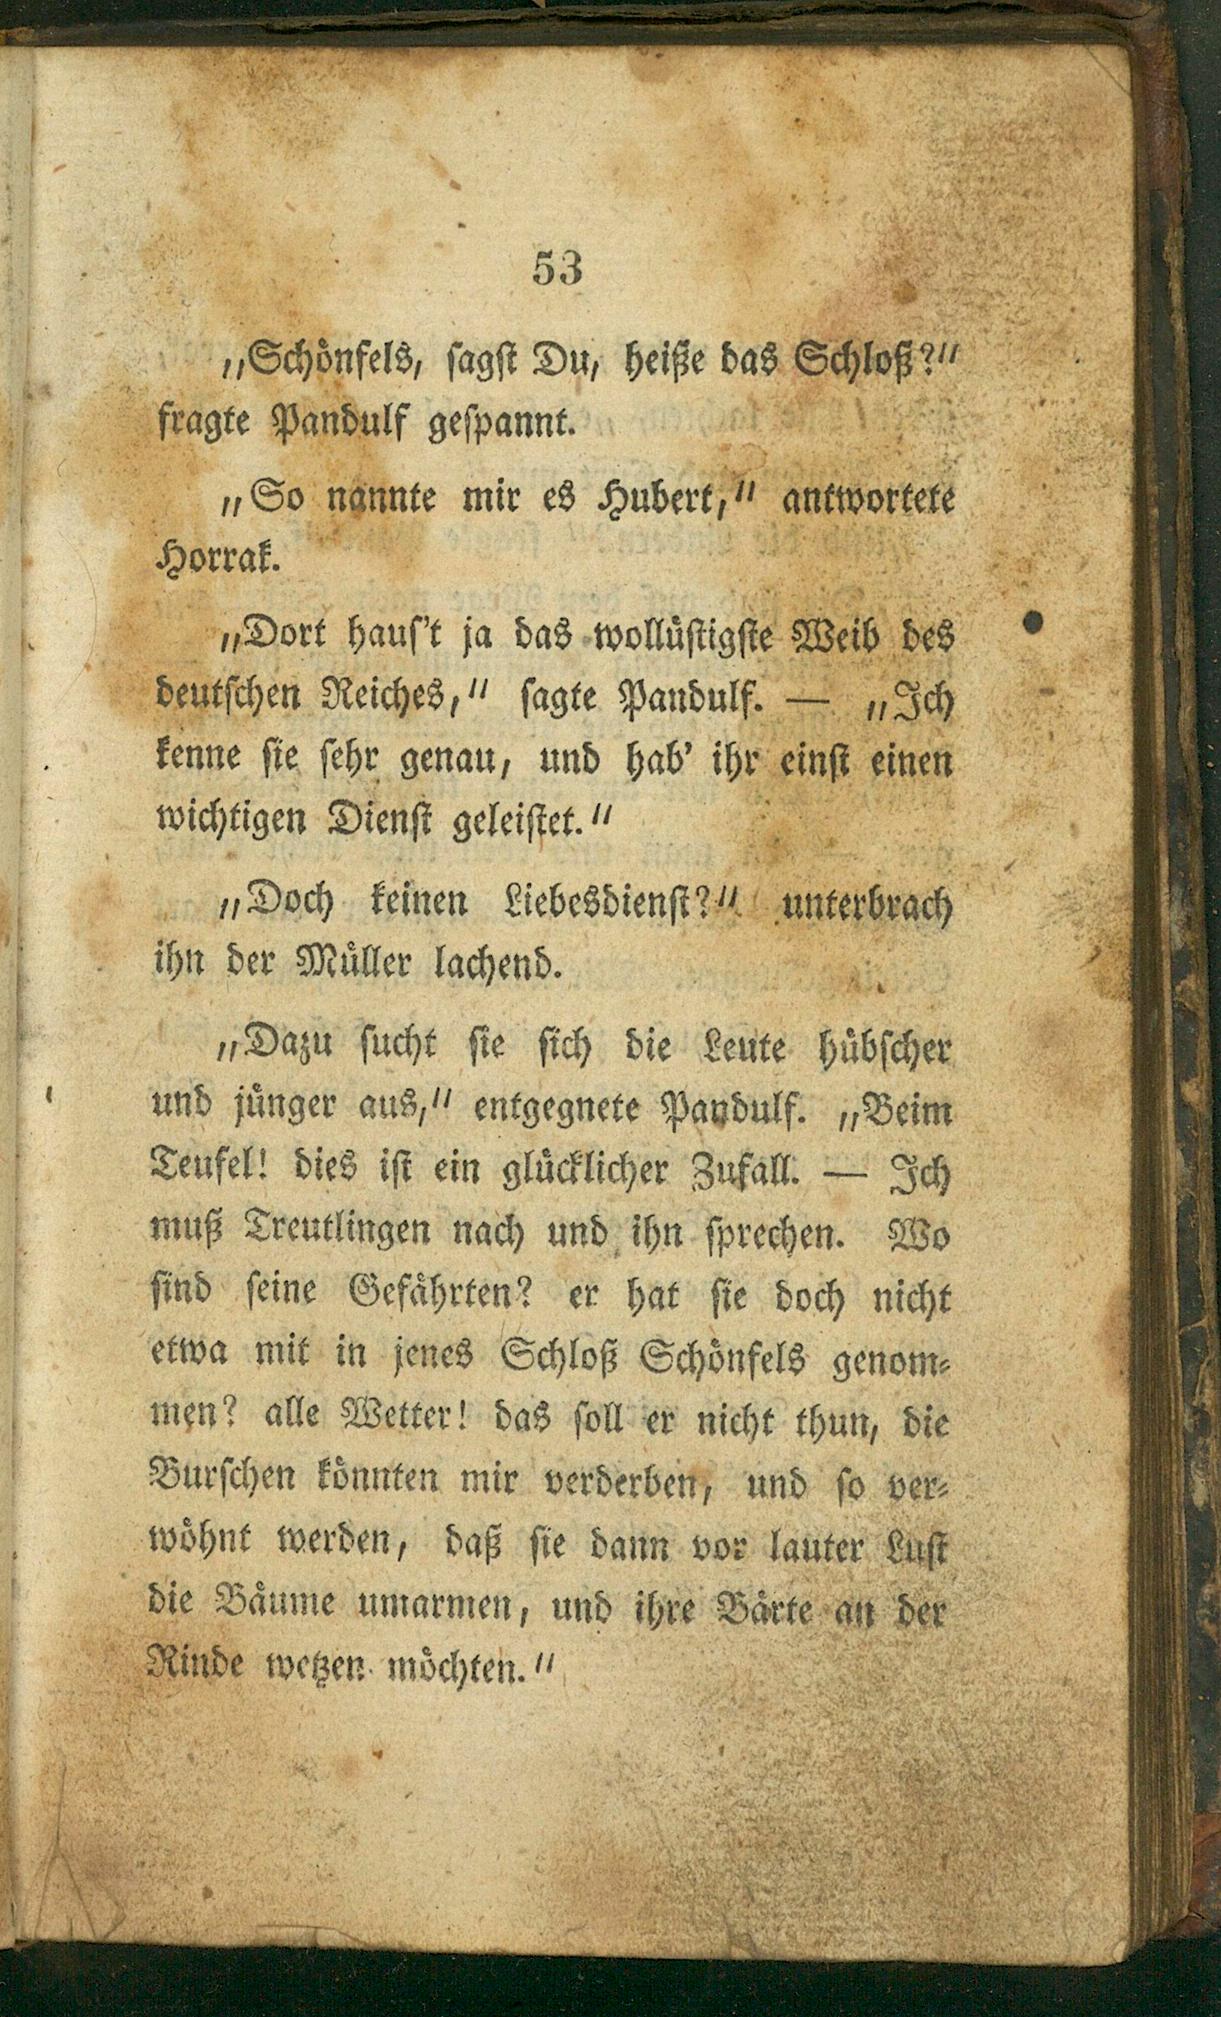 53
„Schönfels, sagst Du, heiße das Schloß?"
fragte Pandulf gespannt.
„So nannte mir es Hubert," antwortete
Horrak.
„Dort haus't ja das wollüstigste Weib des
deutschen Reiches," sagte Pandulf. — „Ich
kenne sie sehr genau, und hab' ihr einst einen
wichtigen Dienst geleistet."
„Doch keinen Liebesdienst?" unterbrach
ihn der Müller lachend.
„Dazu sucht sie sich die Leute hübscher
und jünger aus," entgegnete Pandulf. „Beim
Teufel! dies ist ein glücklicher Zufall. — Ich
muß Treutlingen nach und ihn sprechen. Wo
sind seine Gefährten? er hat sie doch nicht
etwa mit in jenes Schloß Schönfels genom-
men? alle Wetter! das soll er nicht thun, die
Burschen könnten mir verderben, und so ver-
wöhnt werden, daß sie dann vor lauter Lust
die Bäume umarmen, und ihre Bärte an der
Rinde wetzen möchten."